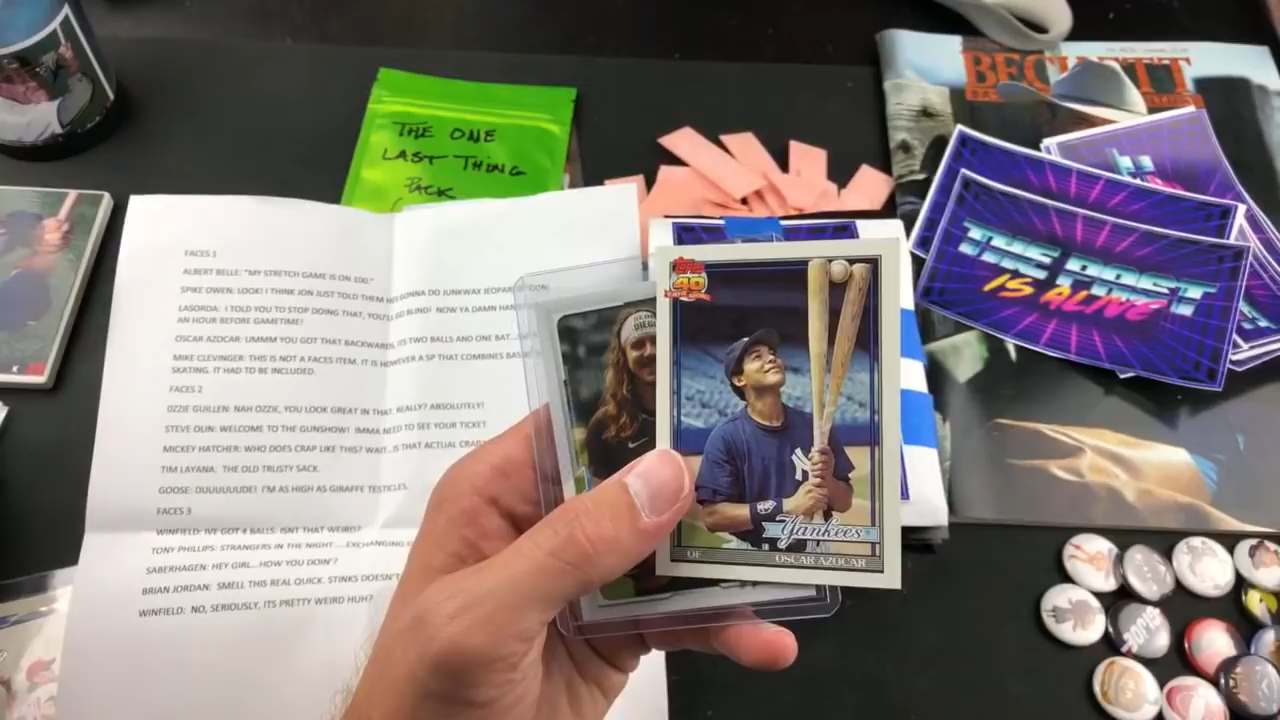 BECKETT
THE ONE
LAST THING
PACK
THE PAST
IS ALIVE
FACES 1
ALBERT BELLE: "MY STRETCH GAME IS ON 100."
SPIKE OWEN: LOOK! I THINK JON JUST TOLD THEM HES GONNA DO JUNKWAX JEOPAR
LASORDA: I TOLD YOU TO STOP DOING THAT, YOU'LL GO BLIND! NOW YA DAMN HAN
AN HOUR BEFORE GAMETIME!
OSCAR AZOCAR: UMMM YOU GOT THAT BACKWARDS, ITS TWO BALLS AND ONE BAT...
MIKE CLEVINGER: THIS IS NOT A FACES ITEM. IT IS HOWEVER A SP THAT COMBINES BAS
SKATING. IT HAD TO BE INCLUDED.
FACES 2
OZZIE GUILLEN: NAH OZZIE, YOU LOOK GREAT IN THAT. REALLY? ABSOLUTELY!
STEVE OLIN: WELCOME TO THE GUNSHOW! IMMA NEED TO SEE YOUR TICKET.
MICKEY HATCHER: WHO DOES CRAP LIKE THIS? WAIT...IS THAT ACTUAL CRAP
TIM LAYANA: THE OLD TRUSTY SACK.
GOOSE: DUUUUUUDE! I'M AS HIGH AS GIRAFFE TESTICLES.
FACES 3
WINFIELD: IVE GOT 4 BALLS. ISNT THAT WEIRD?
TONY PHILLIPS: STRANGERS IN THE NIGHT.....EXCHANGING G
SABERHAGEN: HEY GIRL...HOW YOU DOIN'?
BRIAN JORDAN: SMELL THIS REAL QUICK. STINKS DOESN'T
WINFIELD: NO, SERIOUSLY, ITS PRETTY WEIRD HUH?
DIEGO
Topps
40
Yankees
OF
OSCAR AZOCAR
K